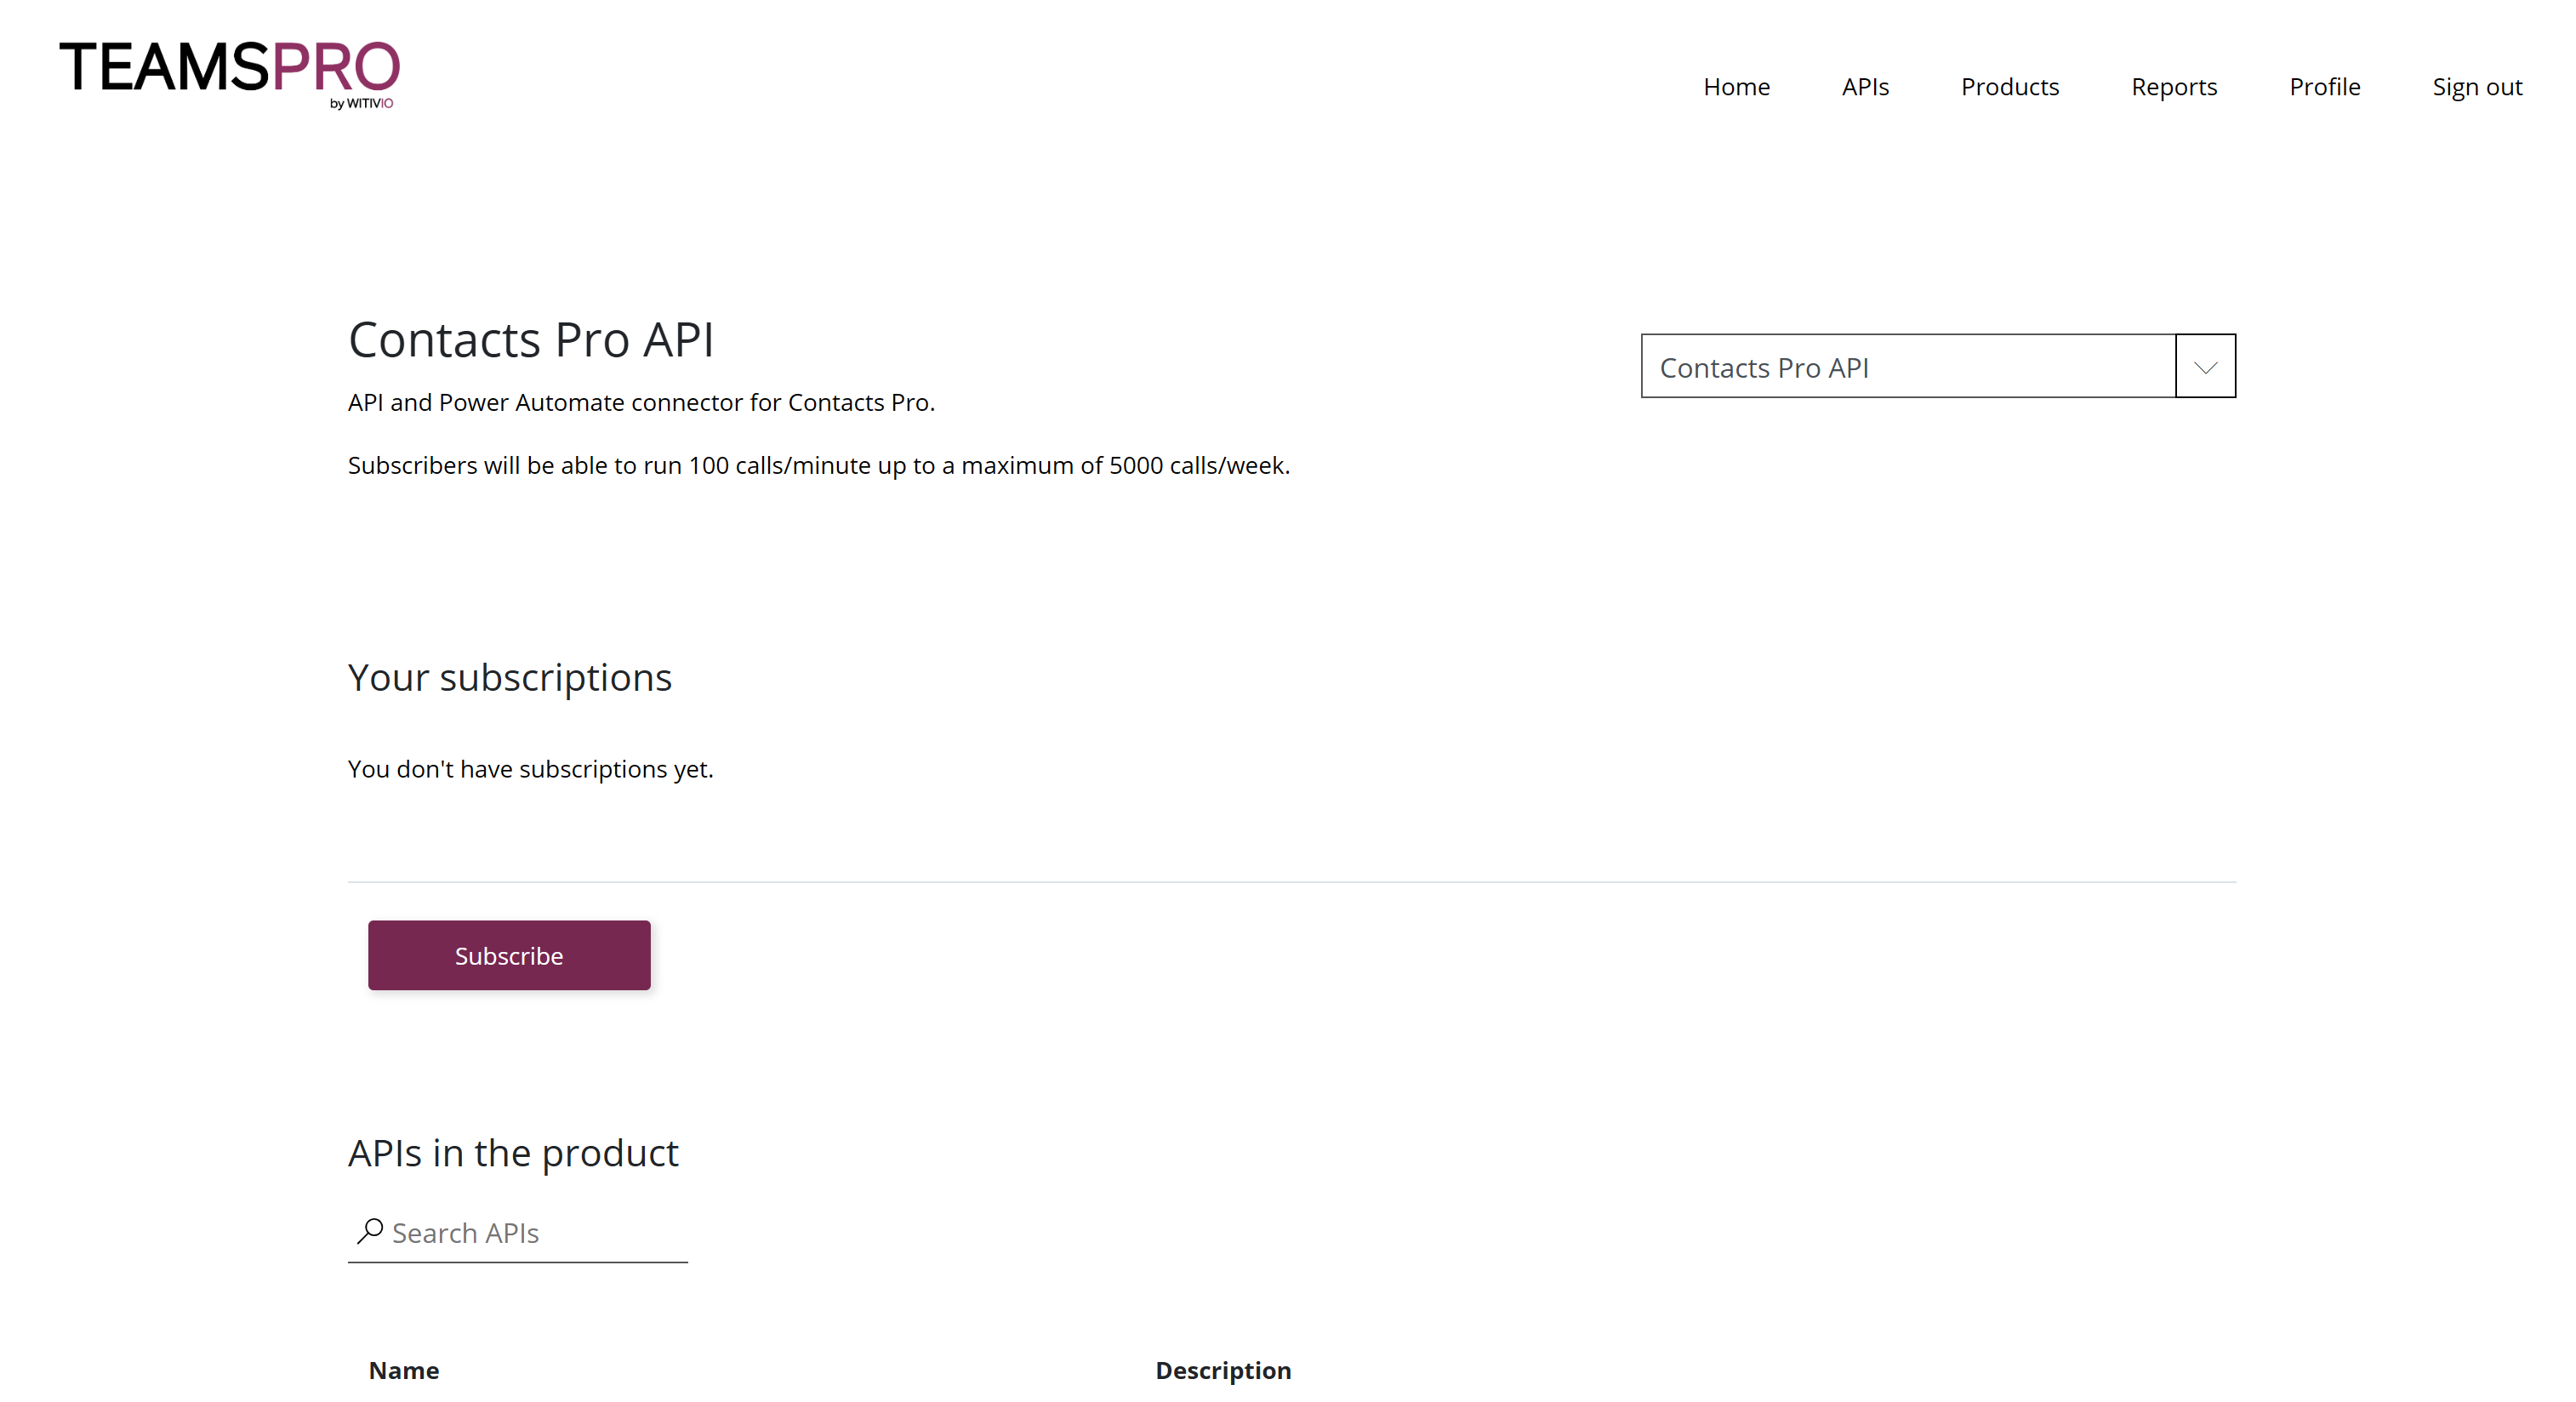 TEAMSPRO
by WITIVIO
Home APIs Products Reports Profile Sign out
Contacts Pro API
Contacts Pro API
API and Power Automate connector for Contacts Pro.
Subscribers will be able to run 100 calls/minute up to a maximum of 5000 calls/week.
Your subscriptions
You don't have subscriptions yet.
Subscribe
APIs in the product
Search APIs
Name Description